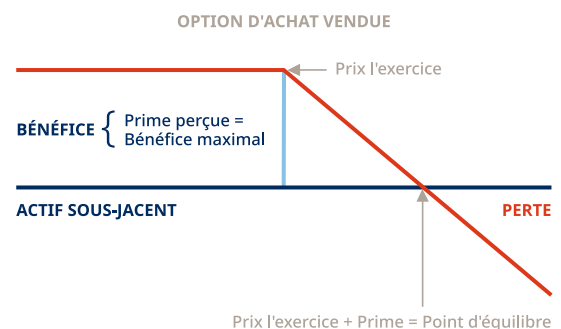 OPTION D'ACHAT VENDUE
Prix l'exercice
BÉNÉFICE { Prime perçue =
Bénéfice maximal
ACTIF SOUS-JACENT
PERTE
Prix l'exercice + Prime = Point d'équilibre